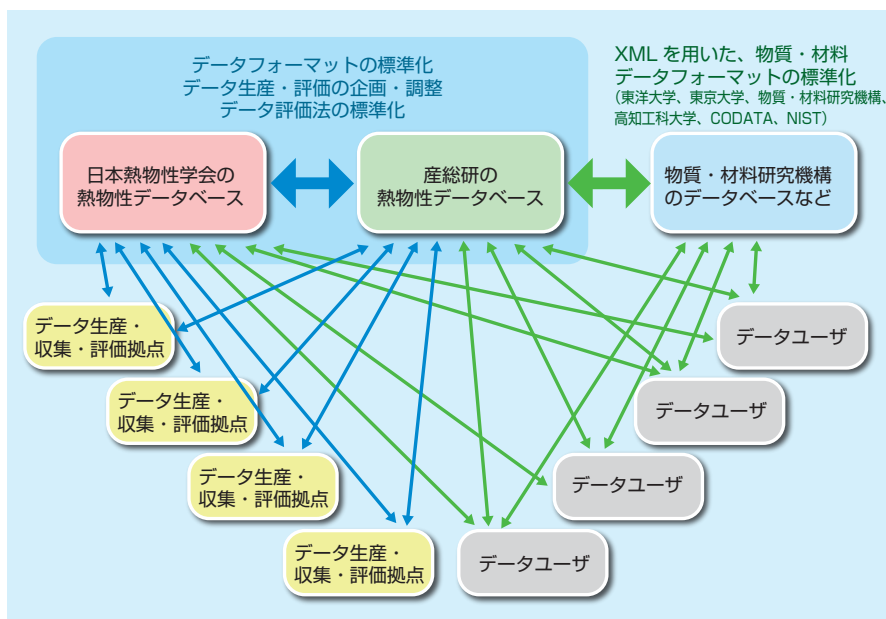 データフォーマットの標準化
データ生産・評価の企画・調整
データ評価法の標準化
XMLを用いた、物質・材料
データフォーマットの標準化
（東洋大学、東京大学、物質・材料研究機構、
高知工科大学、CODATA、NIST）
日本熱物性学会の
熱物性データベース
産総研の
熱物性データベース
物質・材料研究機構
のデータベースなど
データ生産・
収集・評価拠点
データ生産・
収集・評価拠点
データ生産・
収集・評価拠点
データ生産・
収集・評価拠点
データユーザ
データユーザ
データユーザ
データユーザ